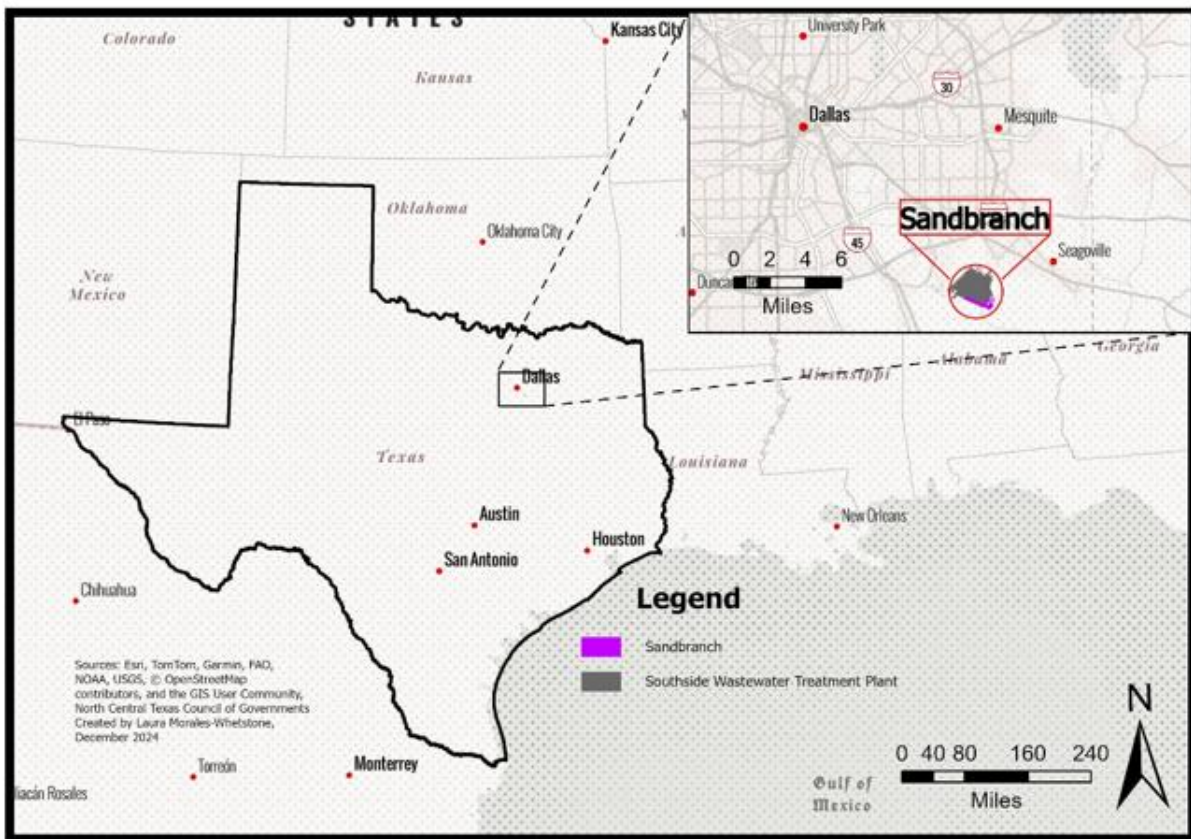 STATES
Colorado
Kansas City
Kansas
Oklahoma
Oklahoma City
New
Mexico
Dallas
El Paso
Texas
Louisiana
Mississippi
Alabama
Georgia
Austin
Houston
San Antonio
New Orleans
Chihuahua
Torreón
Monterrey
liacán Rosales
Gulf of
Mexico
University Park
30
Dallas
Mesquite
Sandbranch
45
Seagoville
0 2 4 6
Miles
Legend
Sandbranch
Southside Wastewater Treatment Plant
Sources: Esri, TomTom, Garmin, FAO,
NOAA, USGS, © OpenStreetMap
contributors, and the GIS User Community,
North Central Texas Council of Governments
Created by Laura Morales-Whetstone,
December 2024
0 40 80 160 240
Miles
N